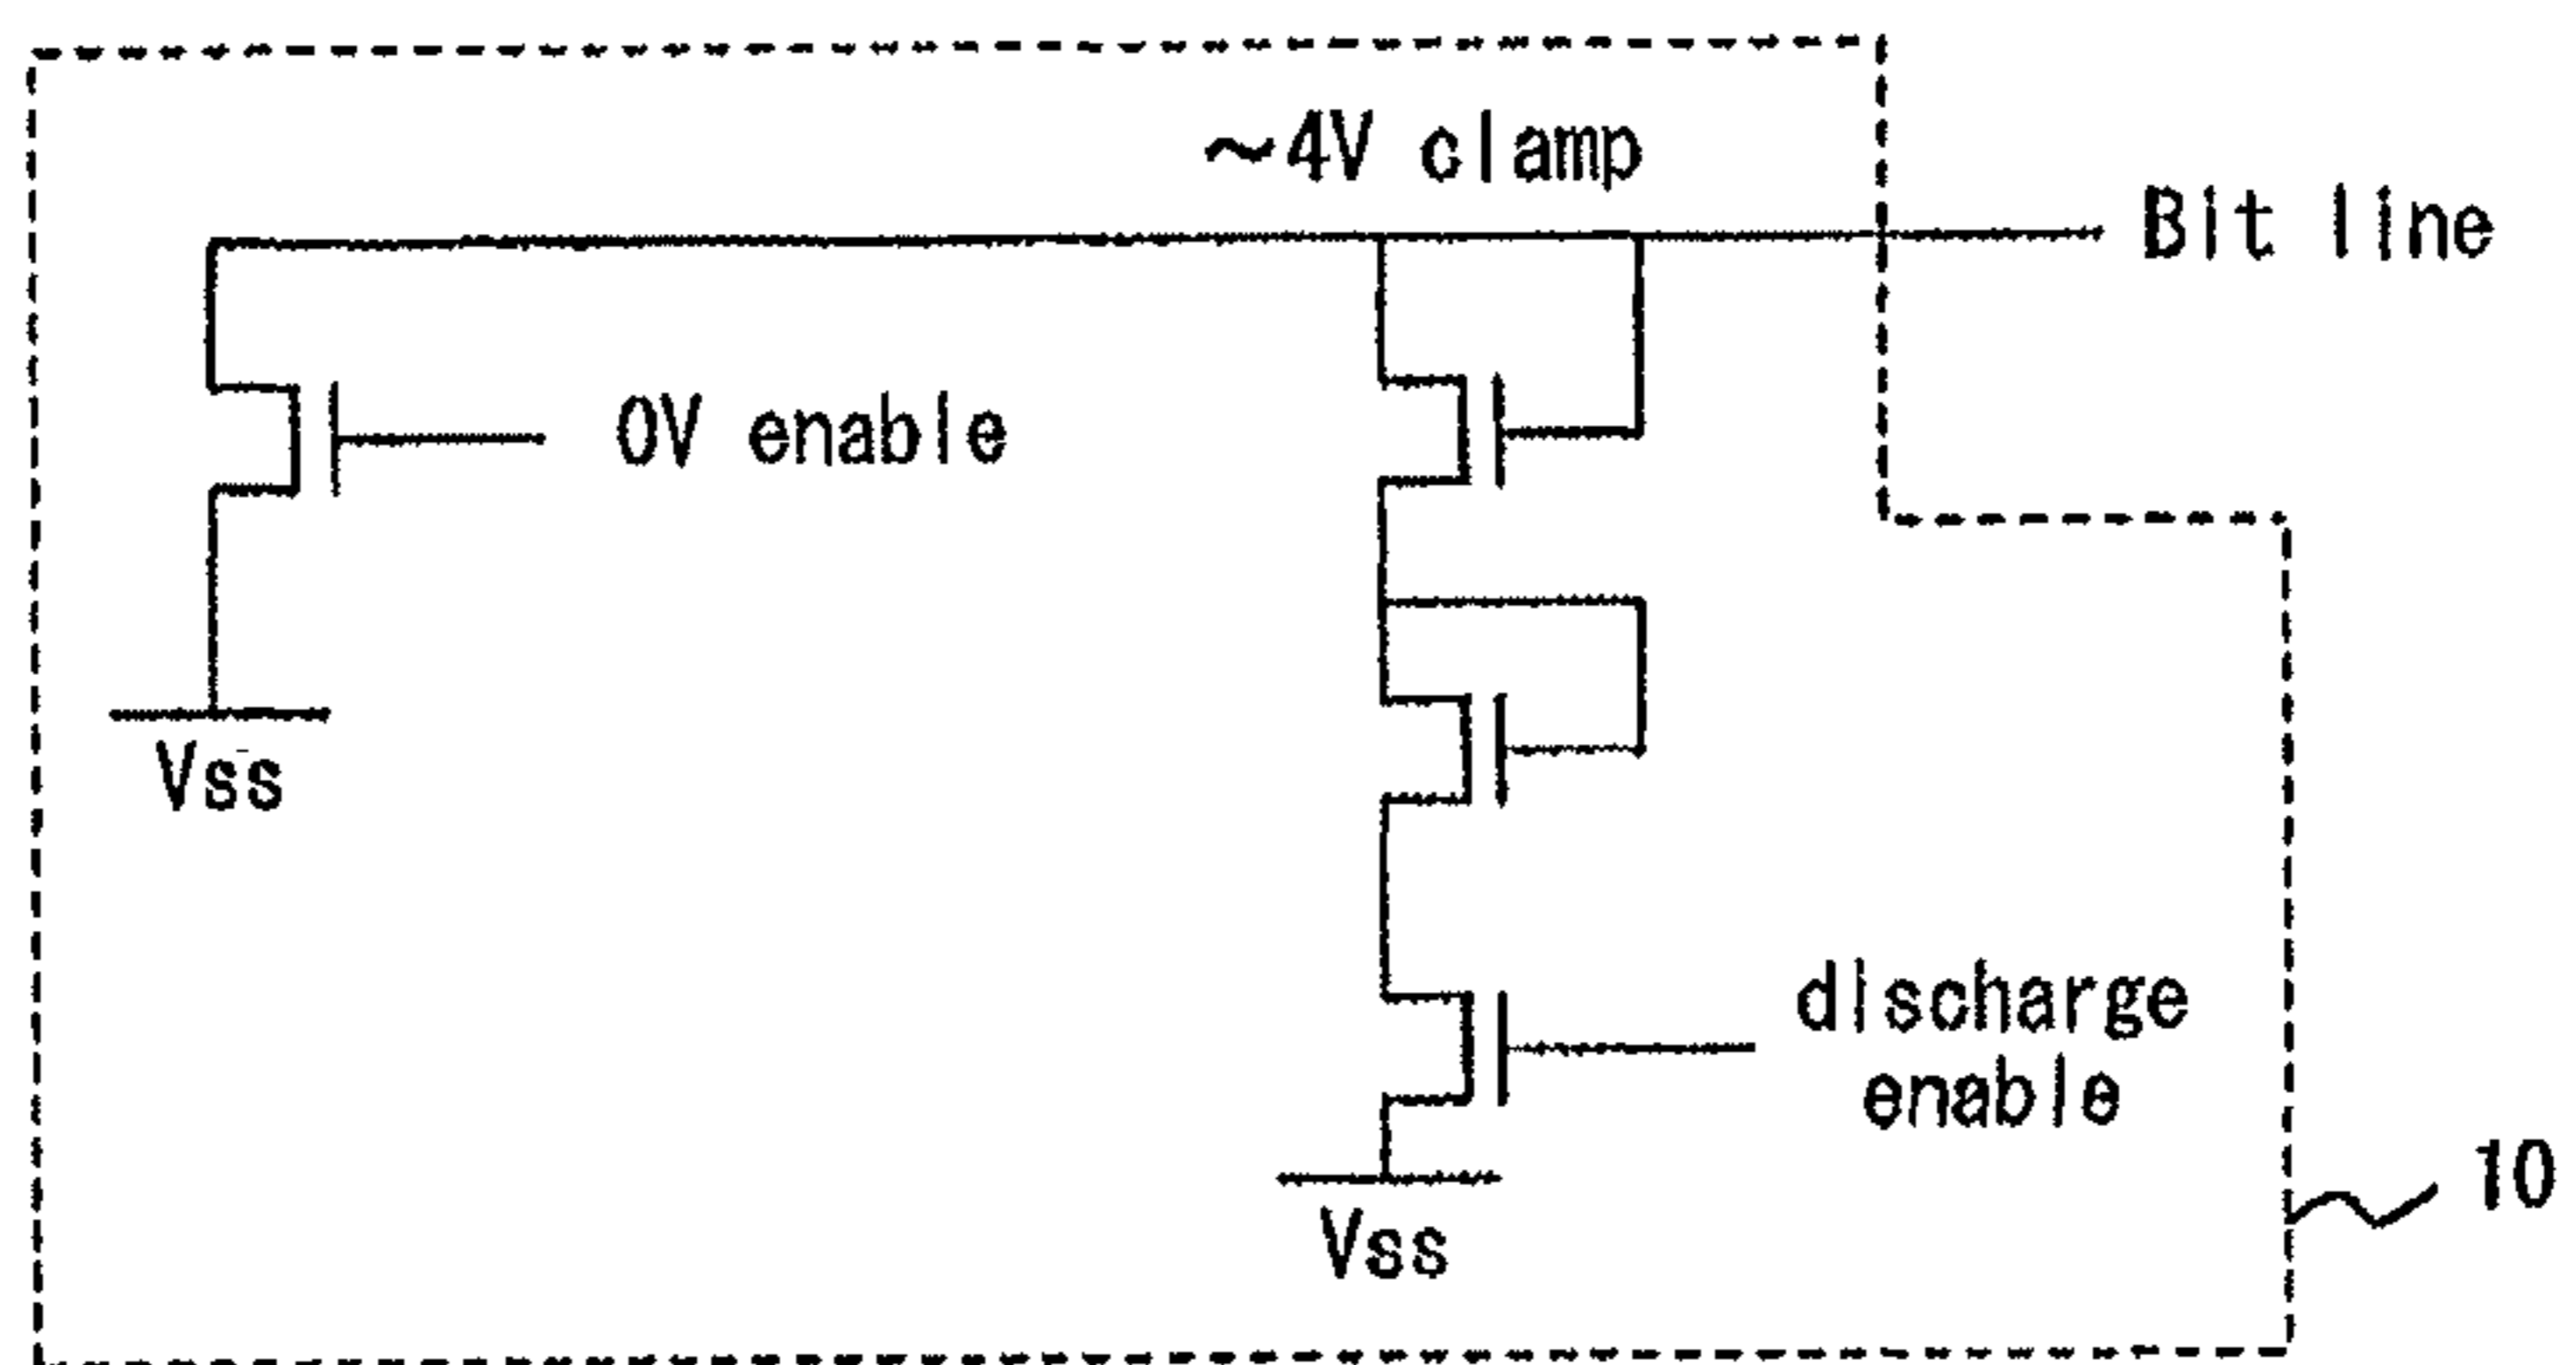 ~4V clamp
Bit line
0V enable
Vss
discharge
enable
10
Vss